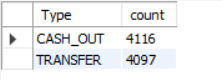 Type count
CASH_OUT 4116
TRANSFER 4097